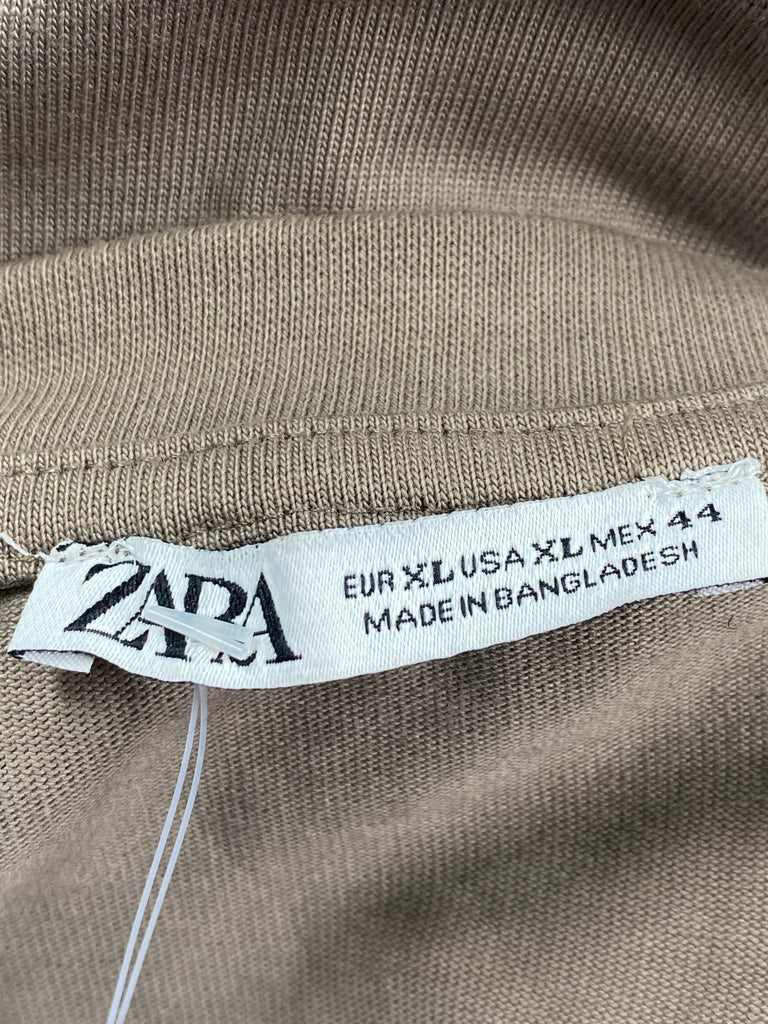 ZARA
EUR XL USA XL MEX 44
MADE IN BANGLADESH